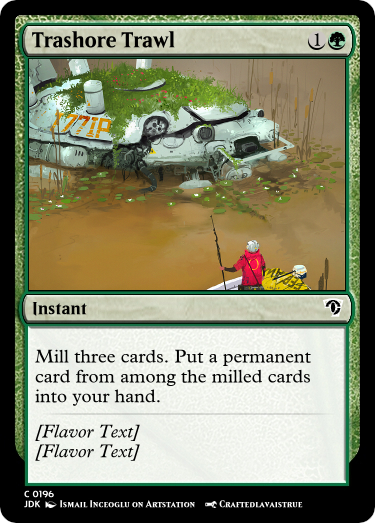 Trashore Trawl 1
1771A
Instant
Mill three cards. Put a permanent
card from among the milled cards
into your hand.
[Flavor Text]
[Flavor Text]
C 0196
JDK Ismail Inceoglu on Artstation Craftedlavaistrue